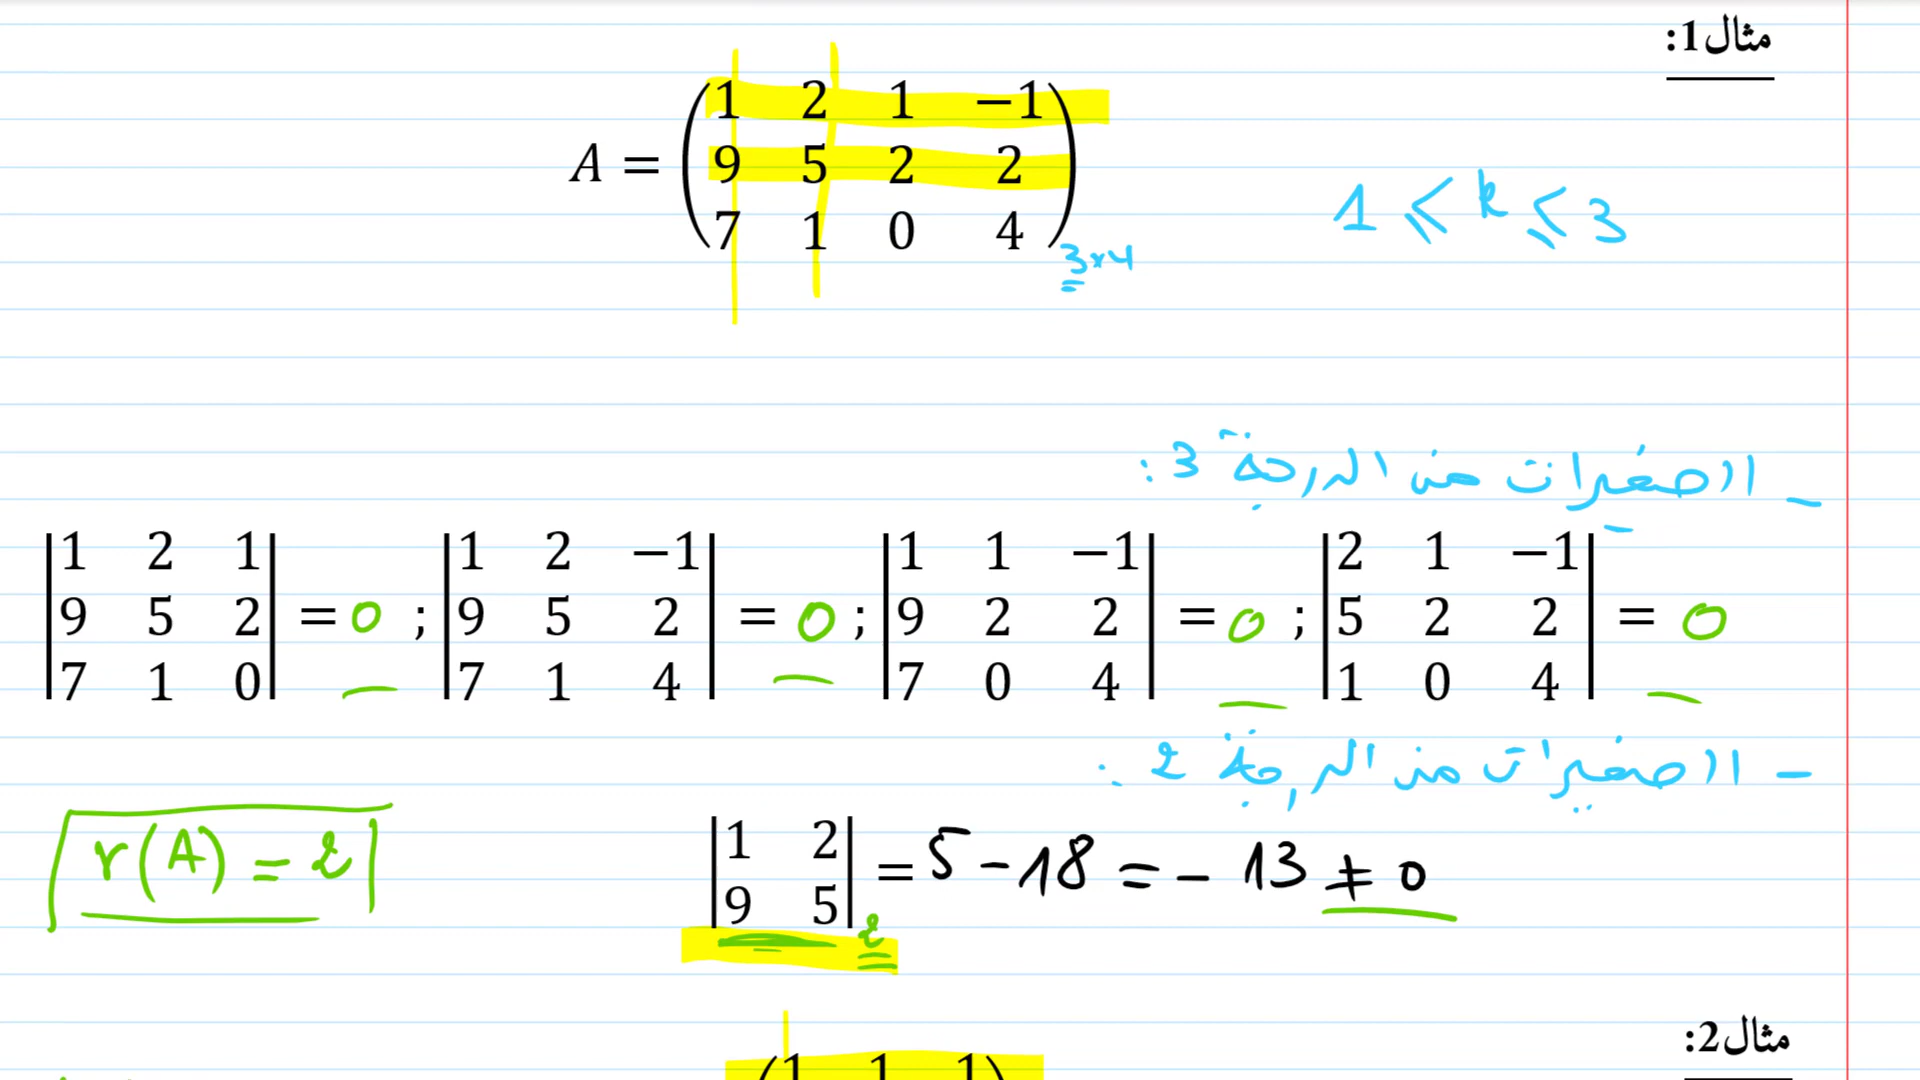 مثال1:
A = (1 2 1 −1
9 5 2 2
7 1 0 4) 3×4
1 ⩽ k ⩽ 3
- الصغيرات من الدرجة 3:
|1 2 1| = 0 ; |1 2 −1| = 0 ; |1 1 −1| = 0 ; |2 1 −1| = 0
|9 5 2| |9 5 2| |9 2 2| |5 2 2|
|7 1 0| |7 1 4| |7 0 4| |1 0 4|
- الصغيرات من الدرجة 2:
|1 2| = 5 - 18 = - 13 ≠ 0
|9 5| 2
r(A) = 2
مثال2:
(1 1 1)